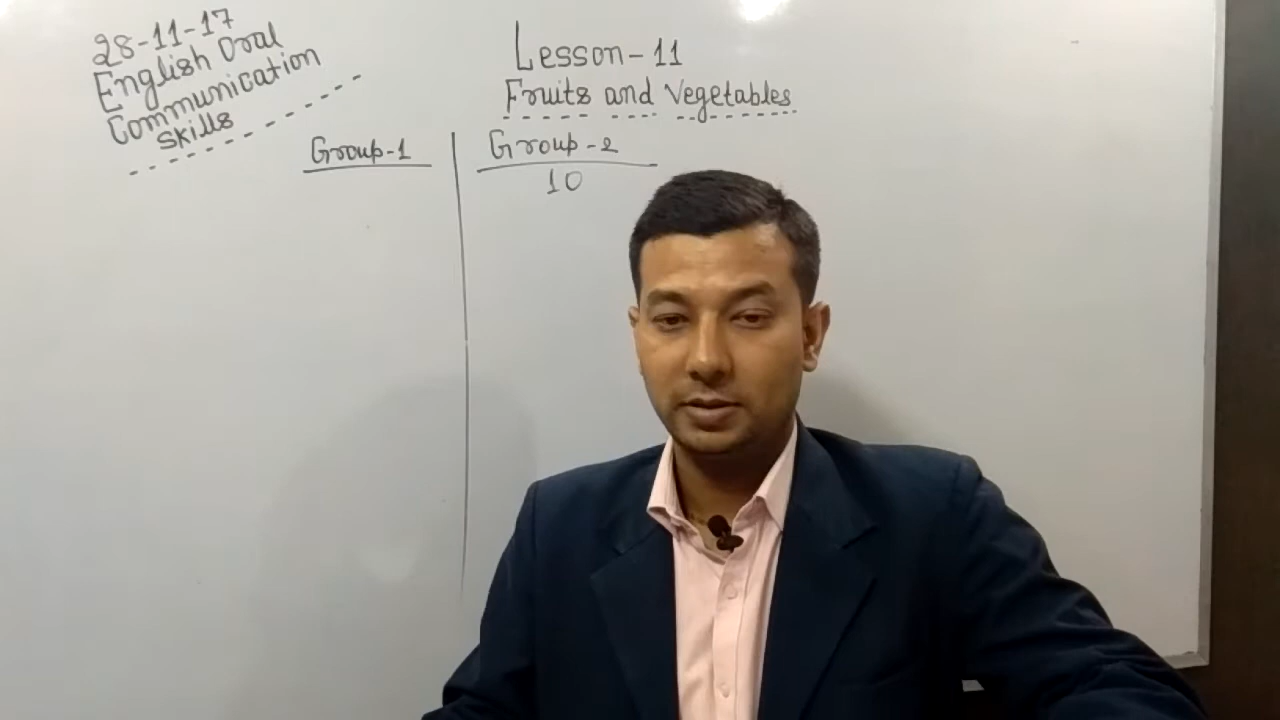 28-11-17
English Oral
Communication
Skills
Lesson-11
Fruits and Vegetables
Group-1
Group-2
10